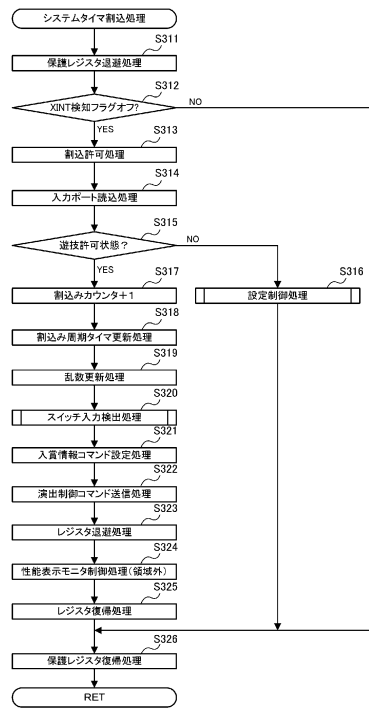 システムタイマ割込処理
S311
保護レジスタ退避処理
S312
XINT検知フラグオフ?
NO
YES
S313
割込許可処理
S314
入力ポート読込処理
S315
遊技許可状態？
NO
YES
S317
割込みカウンタ＋１
S316
設定制御処理
S318
割込み周期タイマ更新処理
S319
乱数更新処理
S320
スイッチ入力検出処理
S321
入賞情報コマンド設定処理
S322
演出制御コマンド送信処理
S323
レジスタ退避処理
S324
性能表示モニタ制御処理(領域外)
S325
レジスタ復帰処理
S326
保護レジスタ復帰処理
RET